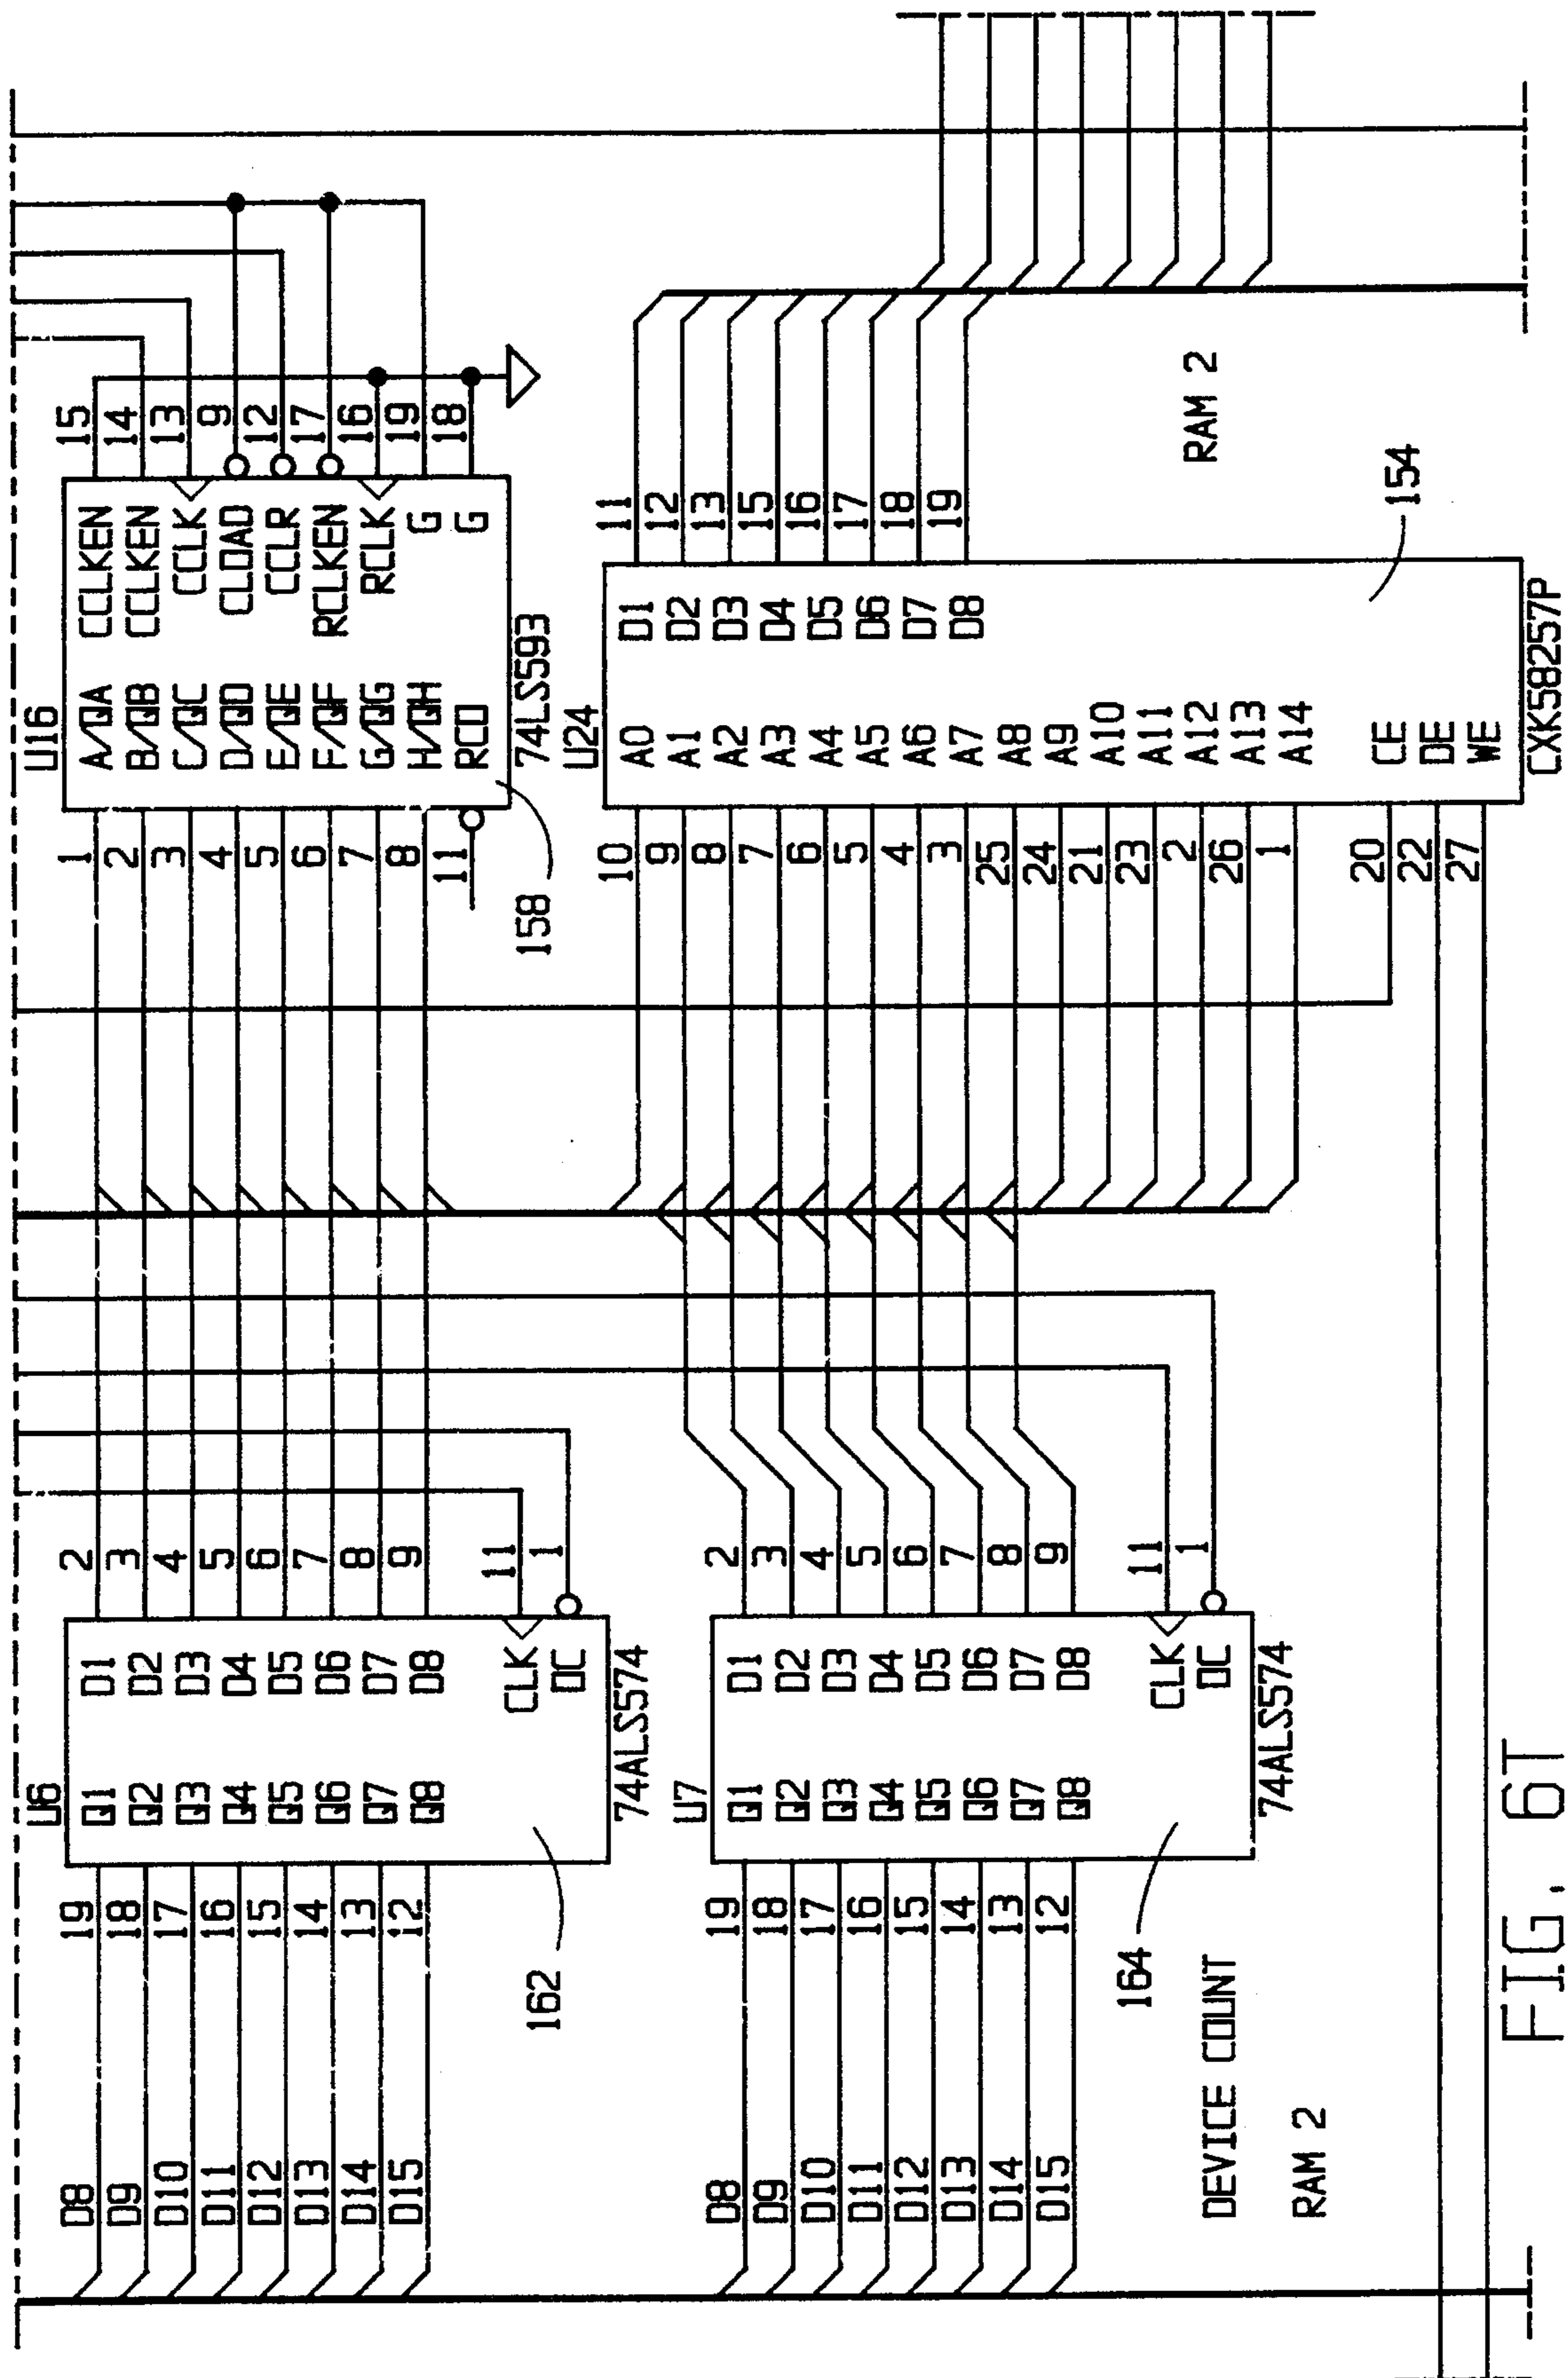 U6
U16
D8 19 Q1 D1 2 1 A/QA CCLKEN 15
D9 18 Q2 D2 3 2 B/QB CCLKEN 14
D10 17 Q3 D3 4 3 C/QC CCLK 13
D11 16 Q4 D4 5 4 D/QD CLOAD 9
D12 15 Q5 D5 6 5 E/QE CCLR 12
D13 14 Q6 D6 7 6 F/QF RCLKEN 17
D14 13 Q7 D7 8 7 G/QG RCLK 16
D15 12 Q8 D8 9 8 H/QH G 19
11 RCO G 18
CLK 11
OC 1
162
158
74ALS574
74LS593
U7
U24
D8 19 Q1 D1 2
D9 18 Q2 D2 3
D10 17 Q3 D3 4
D11 16 Q4 D4 5
D12 15 Q5 D5 6
D13 14 Q6 D6 7
D14 13 Q7 D7 8
D15 12 Q8 D8 9
CLK 11
OC 1
164
74ALS574
10 A0 D1 11
9 A1 D2 12
8 A2 D3 13
7 A3 D4 15
6 A4 D5 16
5 A5 D6 17
4 A6 D7 18
3 A7 D8 19
25 A8
24 A9
21 A10
23 A11
2 A12
26 A13
1 A14
20 CE
22 OE
27 WE
154
CXK58257P
RAM 2
DEVICE COUNT
RAM 2
FIG. 6T